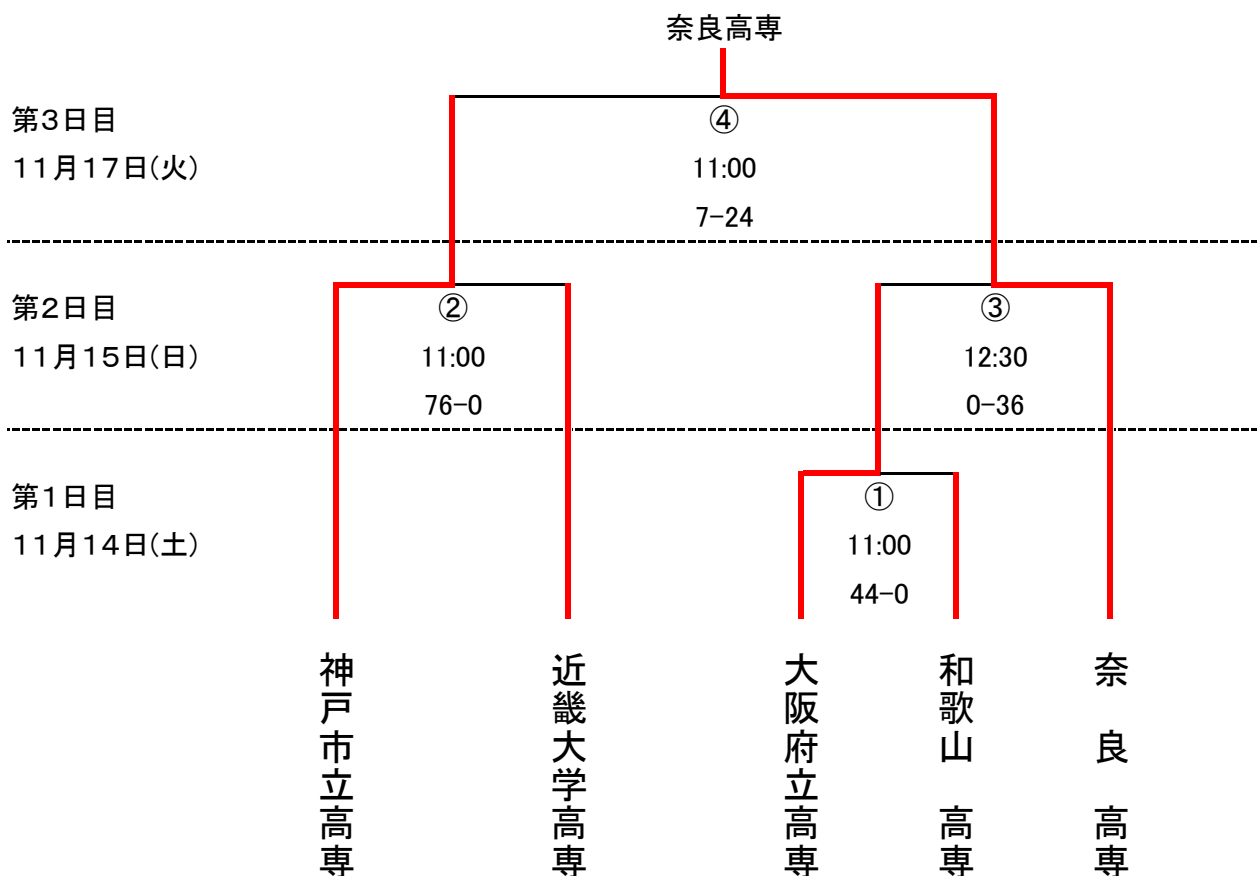 奈良高専
第3日目
④
11月17日(火)
11:00
7-24
第2日目
②
③
11月15日(日)
11:00
12:30
76-0
0-36
第1日目
①
11月14日(土)
11:00
44-0
神戸市立高専
近畿大学高専
大阪府立高専
和歌山 高専
奈 良 高専